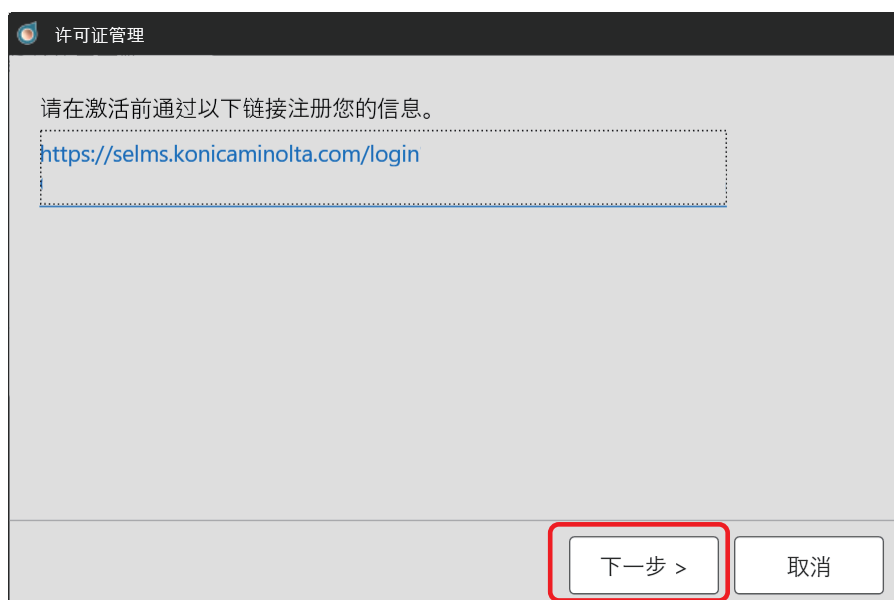 许可证管理
请在激活前通过以下链接注册您的信息。
https://selms.konicaminolta.com/login
下一步 >
取消